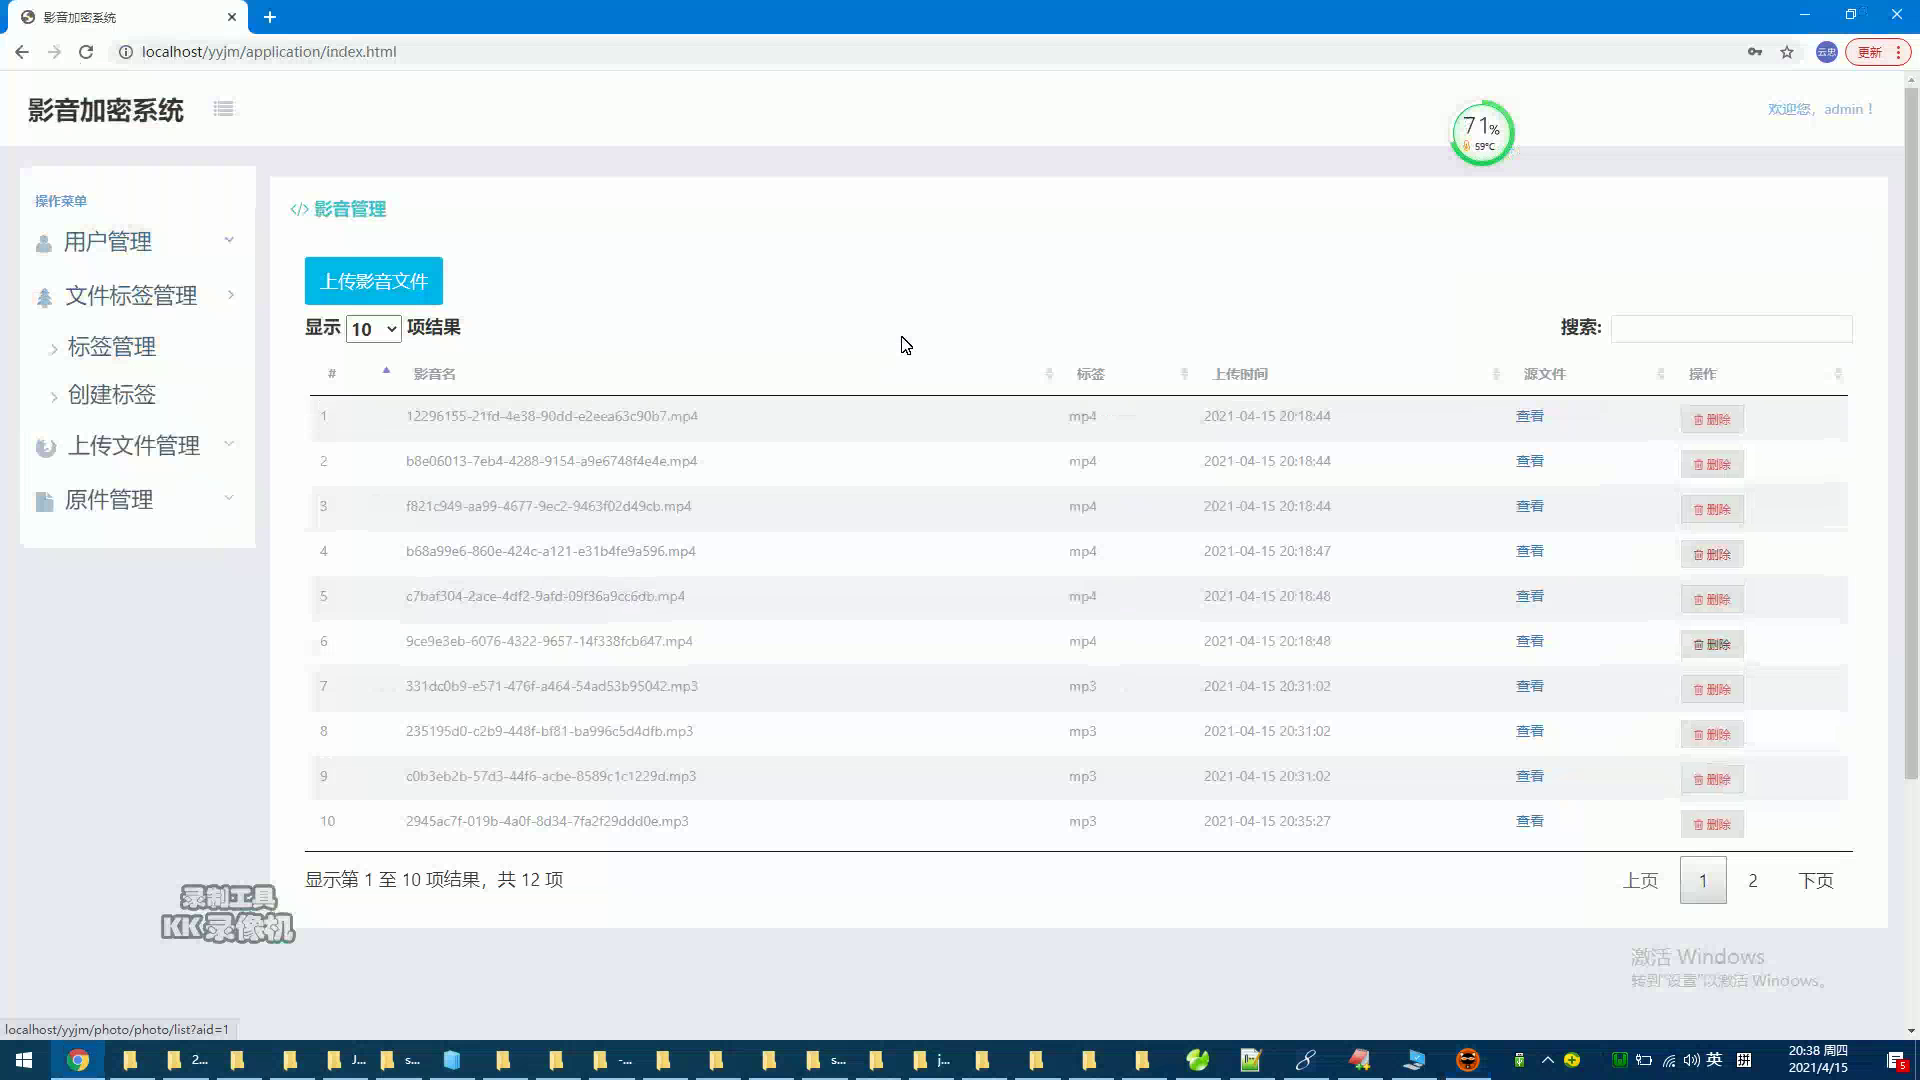 影音加密系统
localhost/yyjm/application/index.html
云忠
更新
影音加密系统
71%
59°C
欢迎您，admin！
操作菜单
用户管理
文件标签管理
标签管理
创建标签
上传文件管理
原件管理
</> 影音管理
上传影音文件
显示 10 项结果
搜索:
# 影音名 标签 上传时间 源文件 操作
1 12296155-21fd-4e38-90dd-e2eea63c90b7.mp4 mp4 2021-04-15 20:18:44 查看 删除
2 b8e06013-7eb4-4288-9154-a9e6748f4e4e.mp4 mp4 2021-04-15 20:18:44 查看 删除
3 f821c949-aa99-4677-9ec2-9463f02d49cb.mp4 mp4 2021-04-15 20:18:44 查看 删除
4 b68a99e6-860e-424c-a121-e31b4fe9a596.mp4 mp4 2021-04-15 20:18:47 查看 删除
5 c7baf304-2ace-4df2-9afd-09f36a9cc6db.mp4 mp4 2021-04-15 20:18:48 查看 删除
6 9ce9e3eb-6076-4322-9657-14f338fcb647.mp4 mp4 2021-04-15 20:18:48 查看 删除
7 331dc0b9-e571-476f-a464-54ad53b95042.mp3 mp3 2021-04-15 20:31:02 查看 删除
8 235195d0-c2b9-448f-bf81-ba996c5d4dfb.mp3 mp3 2021-04-15 20:31:02 查看 删除
9 c0b3eb2b-57d3-44f6-acbe-8589c1c1229d.mp3 mp3 2021-04-15 20:31:02 查看 删除
10 2945ac7f-019b-4a0f-8d34-7fa2f29ddd0e.mp3 mp3 2021-04-15 20:35:27 查看 删除
显示第 1 至 10 项结果，共 12 项
上页 1 2 下页
录制工具
KK录像机
激活 Windows
转到"设置"以激活 Windows。
localhost/yyjm/photo/photo/list?aid=1
2... J... s... -... s... j... 英 拼
20:38 周四
2021/4/15
5